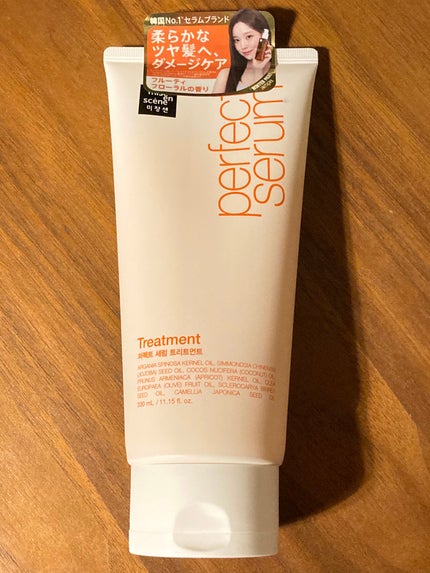 韓国No.1*セラムブランド
柔らかな
ツヤ髪へ、
ダメージケア
フルーティ
フローラルの香り
mise
en
scène
미장센
perfect
serum
Treatment
퍼펙트 세럼 트리트먼트
ARGANIA SPINOSA KERNEL OIL, SIMMONDSIA CHINENSIS
(JOJOBA) SEED OIL, COCOS NUCIFERA (COCONUT) OIL,
PRUNUS ARMENIACA (APRICOT) KERNEL OIL, OLEA
EUROPAEA (OLIVE) FRUIT OIL, SCLEROCARYA BIRREA
SEED OIL, CAMELLIA JAPONICA SEED OIL
330 mL / 11.15 fl. oz.